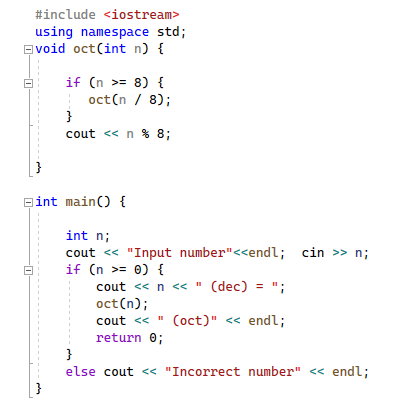 #include <iostream>
using namespace std;
void oct(int n) {
if (n >= 8) {
oct(n / 8);
}
cout << n % 8;
}
int main() {
int n;
cout << "Input number"<<endl;  cin >> n;
if (n >= 0) {
cout << n << " (dec) = ";
oct(n);
cout << " (oct)" << endl;
return 0;
}
else cout << "Incorrect number" << endl;
}